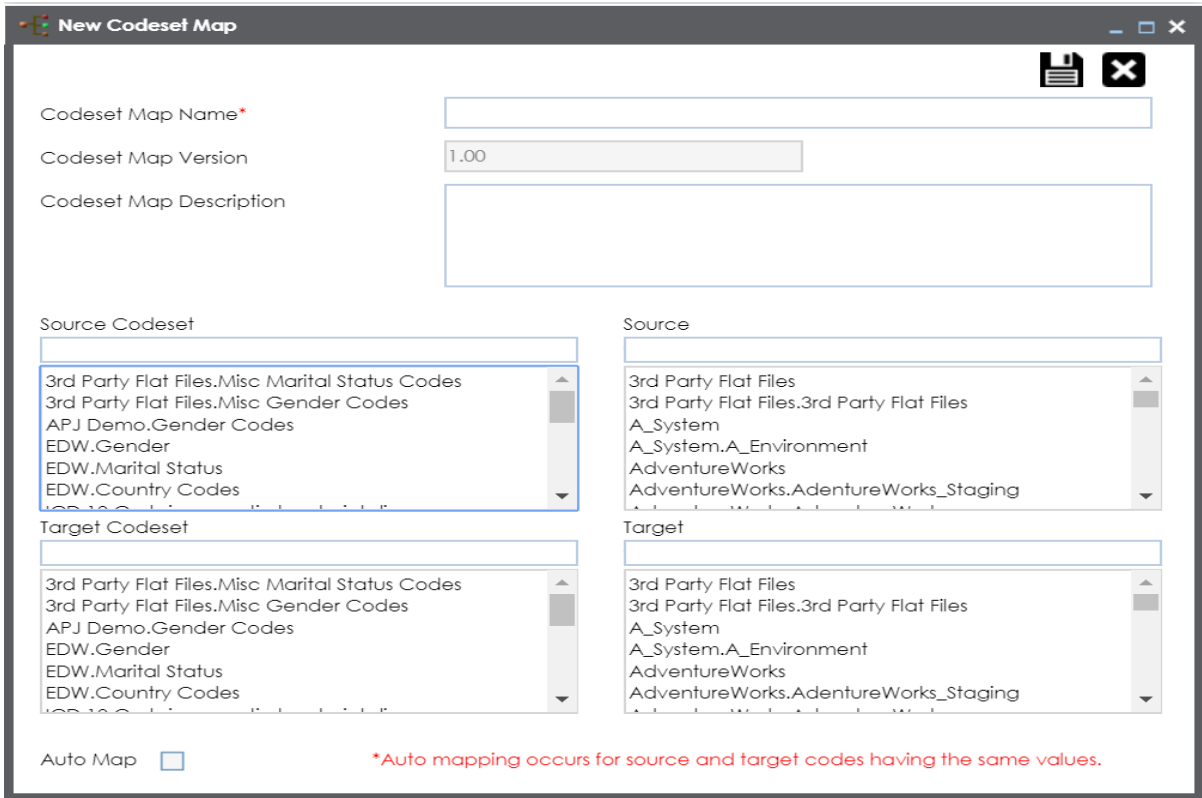 New Codeset Map
Codeset Map Name*
Codeset Map Version
1.00
Codeset Map Description
Source Codeset
3rd Party Flat Files.Misc Marital Status Codes
3rd Party Flat Files.Misc Gender Codes
APJ Demo.Gender Codes
EDW.Gender
EDW.Marital Status
EDW.Country Codes
Source
3rd Party Flat Files
3rd Party Flat Files.3rd Party Flat Files
A_System
A_System.A_Environment
AdventureWorks
AdventureWorks.AdentureWorks_Staging
Target Codeset
3rd Party Flat Files.Misc Marital Status Codes
3rd Party Flat Files.Misc Gender Codes
APJ Demo.Gender Codes
EDW.Gender
EDW.Marital Status
EDW.Country Codes
Target
3rd Party Flat Files
3rd Party Flat Files.3rd Party Flat Files
A_System
A_System.A_Environment
AdventureWorks
AdventureWorks.AdentureWorks_Staging
Auto Map
*Auto mapping occurs for source and target codes having the same values.